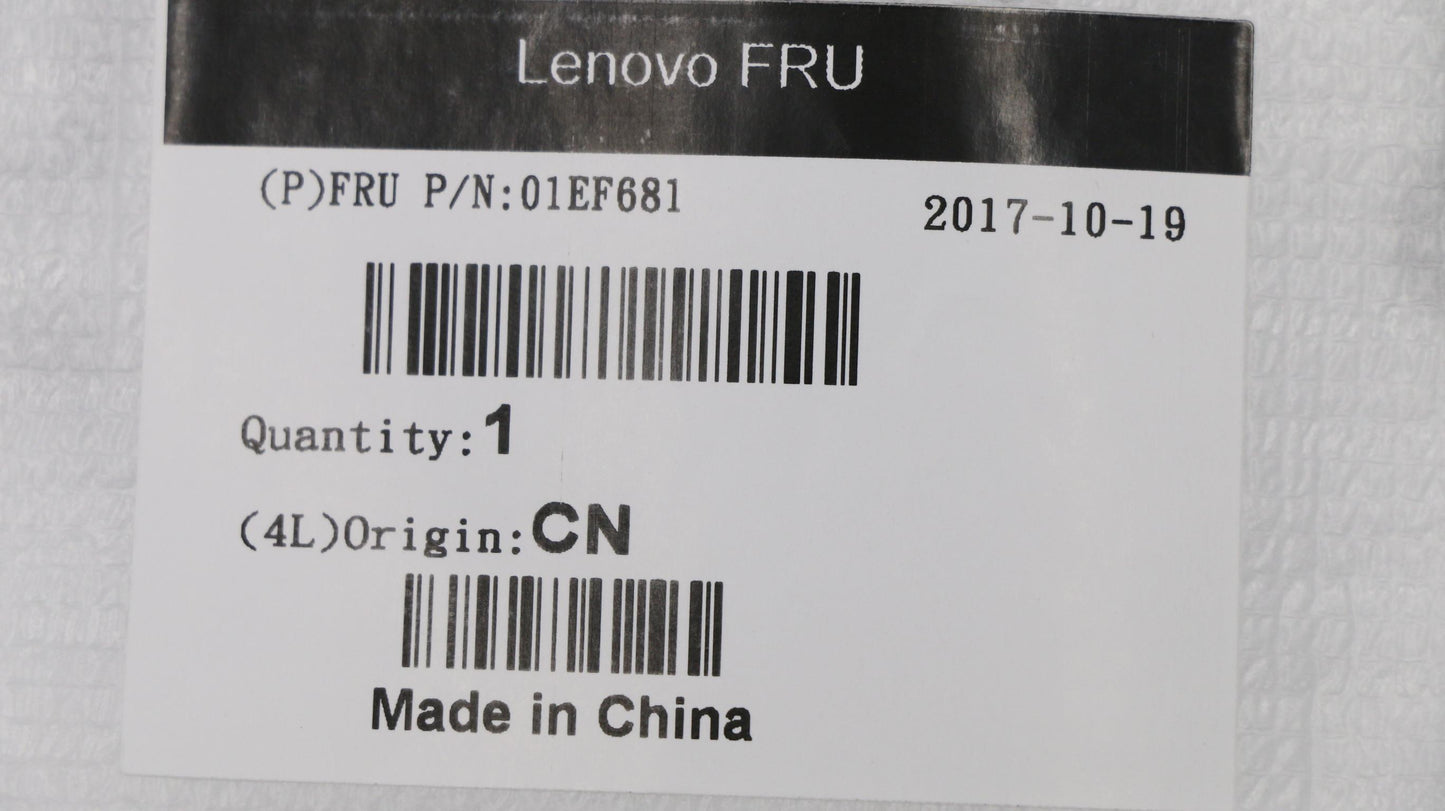 Lenovo FRU
(P)FRU P/N:01EF681
2017-10-19
Quantity:1
(4L)Origin:CN
Made in China